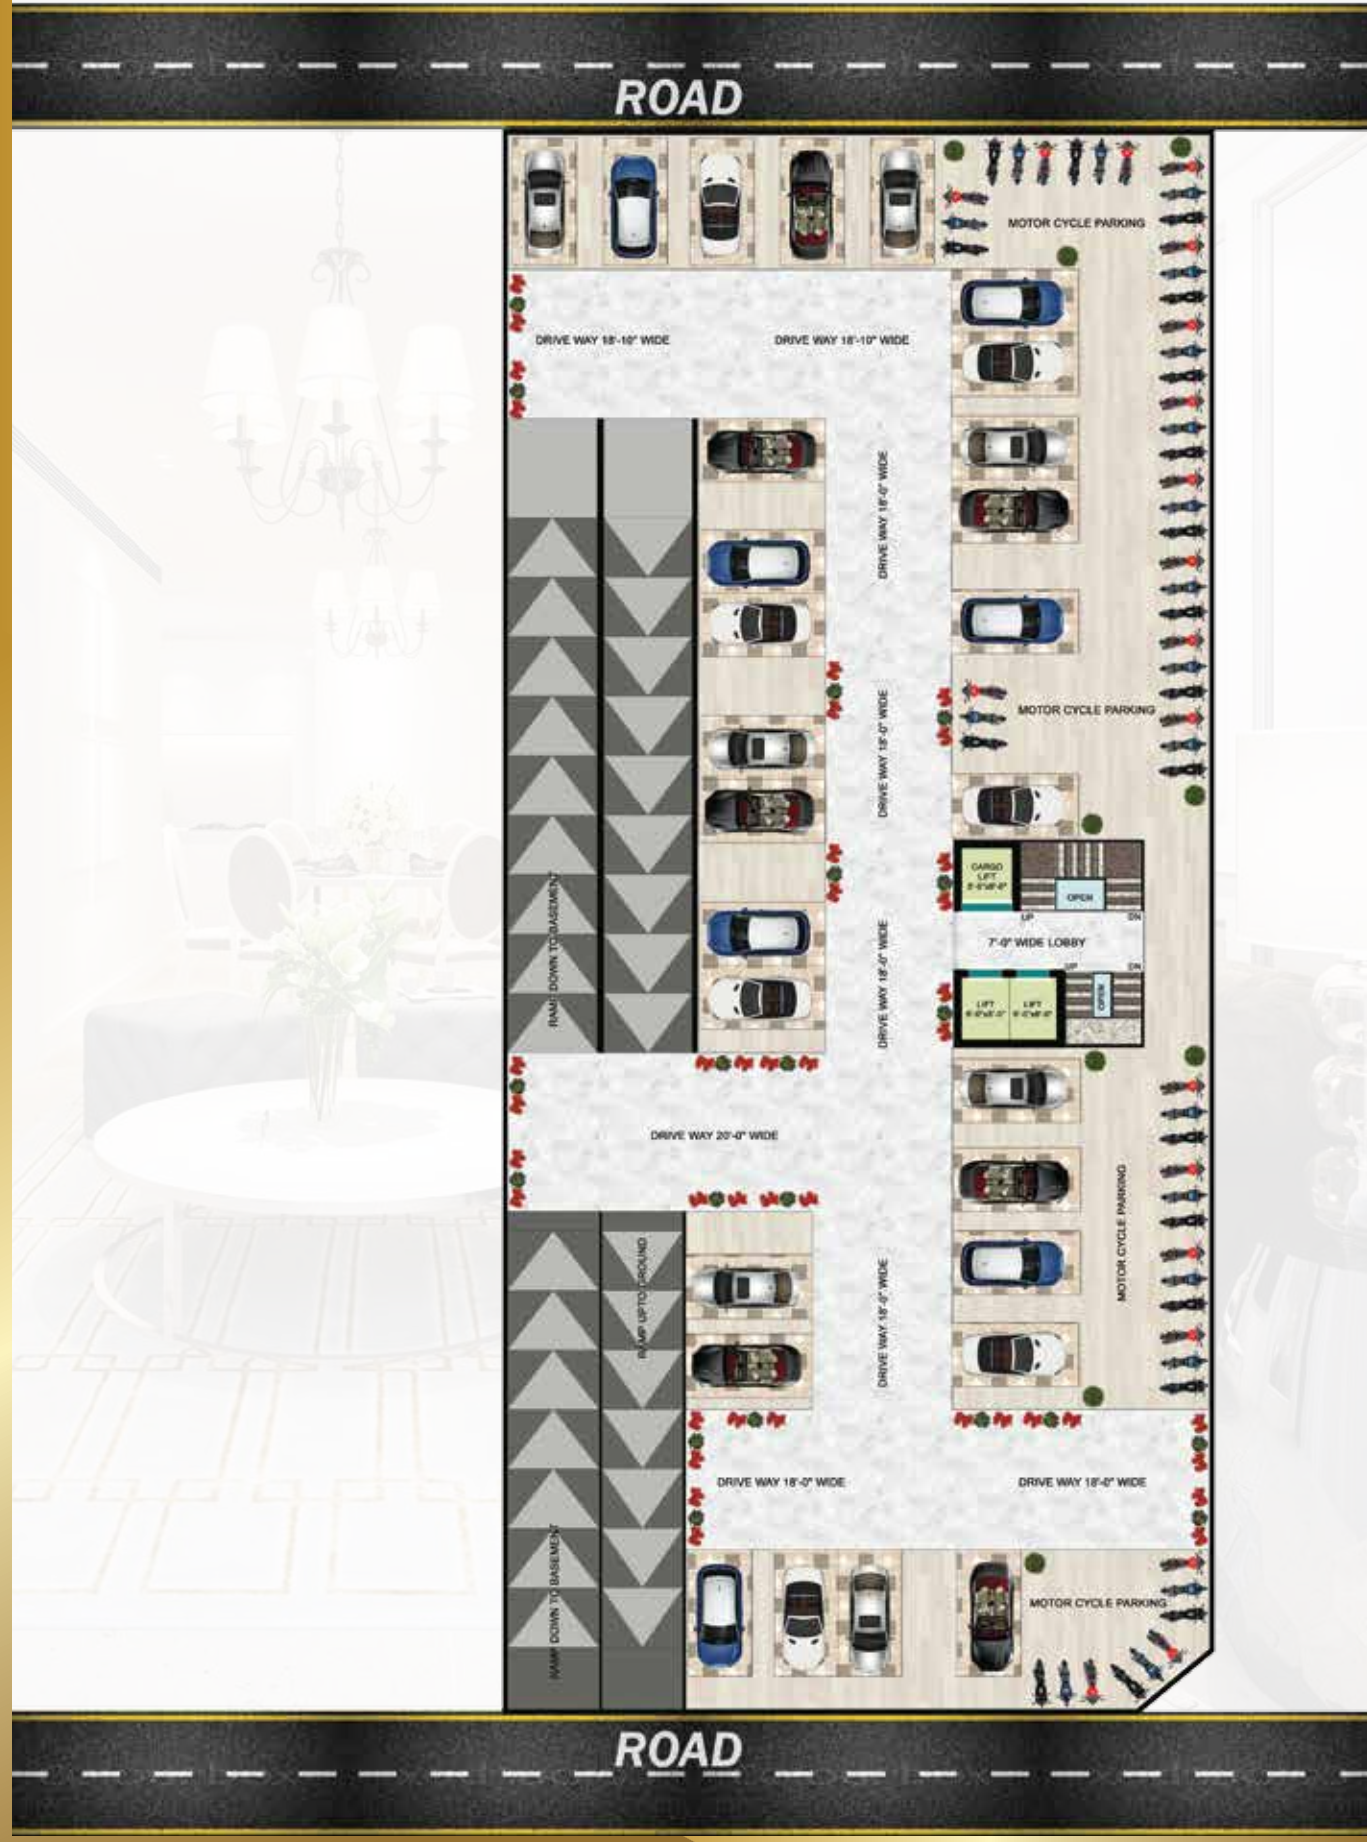 ROAD
MOTOR CYCLE PARKING
DRIVE WAY 18'-10" WIDE
DRIVE WAY 18'-10" WIDE
DRIVE WAY 18'-0" WIDE
DRIVE WAY 18'-0" WIDE
MOTOR CYCLE PARKING
CARGO
LIFT
OPEN
UP
DN
RAMP DOWN TO BASEMENT
DRIVE WAY 18'-0" WIDE
7'-0" WIDE LOBBY
UP
DN
LIFT
LIFT
OPEN
DRIVE WAY 20'-0" WIDE
MOTOR CYCLE PARKING
RAMP UPTO GROUND
DRIVE WAY 18'-0" WIDE
DRIVE WAY 18'-0" WIDE
DRIVE WAY 18'-0" WIDE
RAMP DOWN TO BASEMENT
MOTOR CYCLE PARKING
ROAD